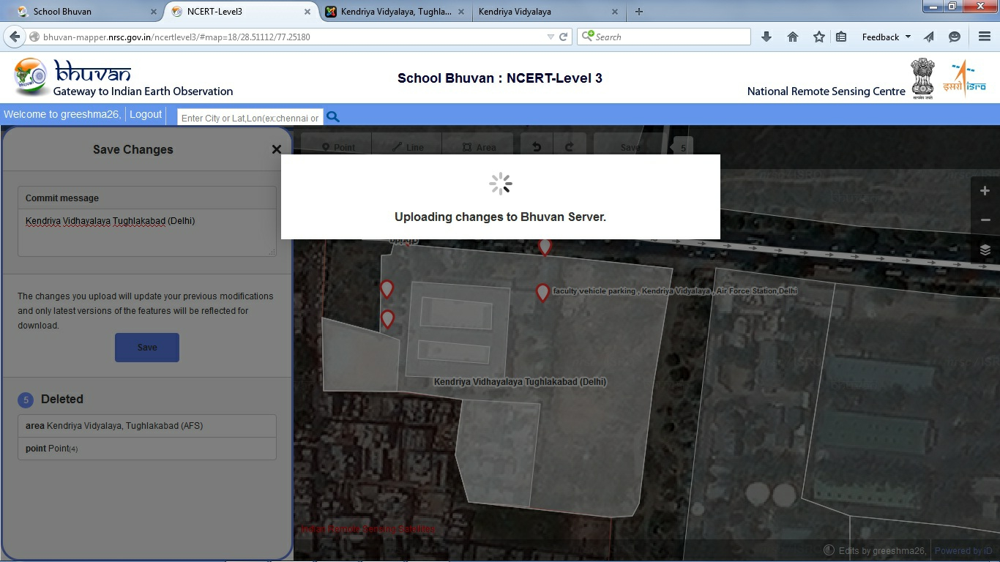 School Bhuvan
NCERT-Level3
Kendriya Vidyalaya, Tughla...
Kendriya Vidyalaya
bhuvan-mapper.nrsc.gov.in/ncertlevel3/#map=18/28.51112/77.25180
Search
Feedback
bhuvan
Gateway to Indian Earth Observation
School Bhuvan : NCERT-Level 3
National Remote Sensing Centre
इसरो isro
Welcome to greeshma26,
Logout
Enter City or Lat,Lon(ex:chennai or
Save Changes
Point
Line
Area
Save
5
Uploading changes to Bhuvan Server.
Commit message
Kendriya Vidhayalaya Tughlakabad (Delhi)
The changes you upload will update your previous modifications
and only latest versions of the features will be reflected for
download.
Save
5 Deleted
area Kendriya Vidyalaya, Tughlakabad (AFS)
point Point(4)
faculty vehicle parking , Kendriya Vidyalaya , Air Force Station,Delhi
Kendriya Vidhayalaya Tughlakabad (Delhi)
Indian Remote Sensing Satellites
Edits by greeshma26,
Powered by iD